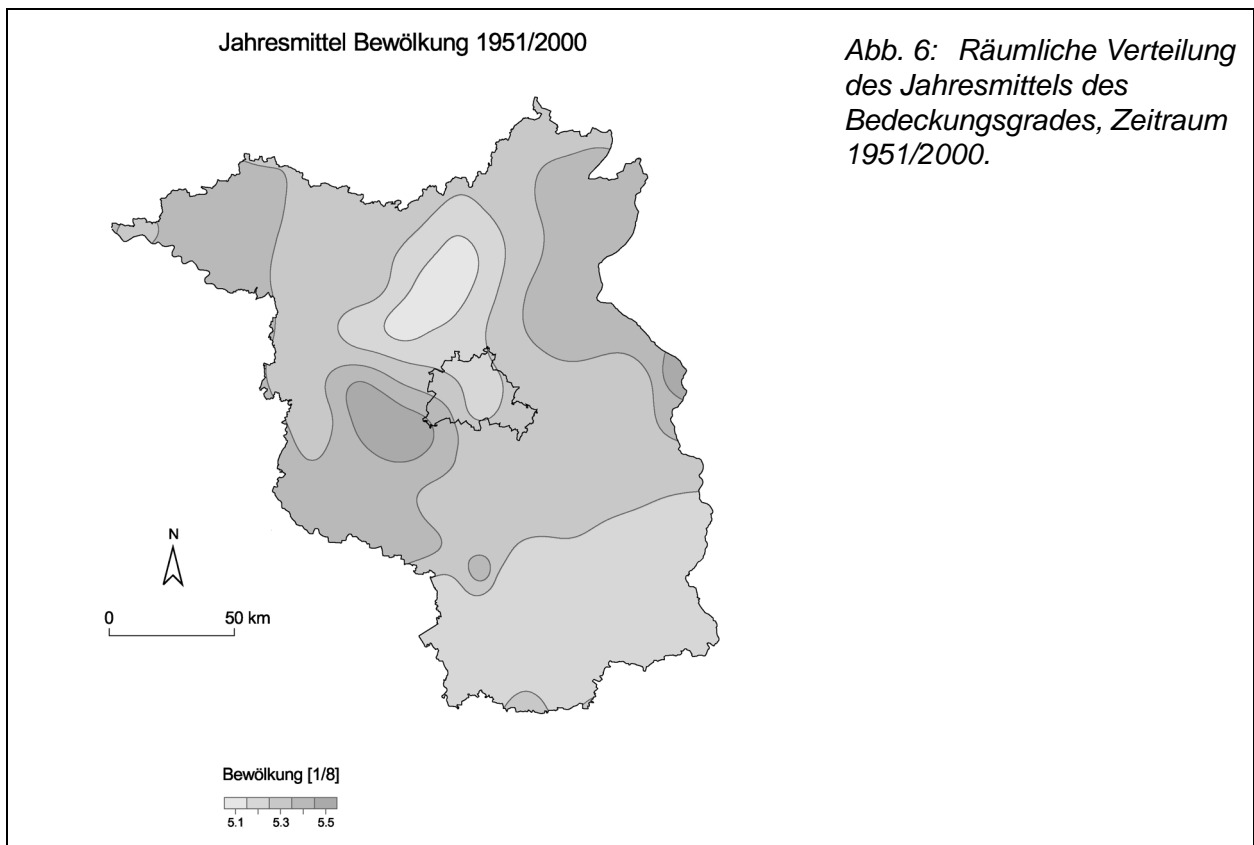 Jahresmittel Bewölkung 1951/2000
Abb. 6: Räumliche Verteilung
des Jahresmittels des
Bedeckungsgrades, Zeitraum
1951/2000.
N
0 50 km
Bewölkung [1/8]
5.1 5.3 5.5